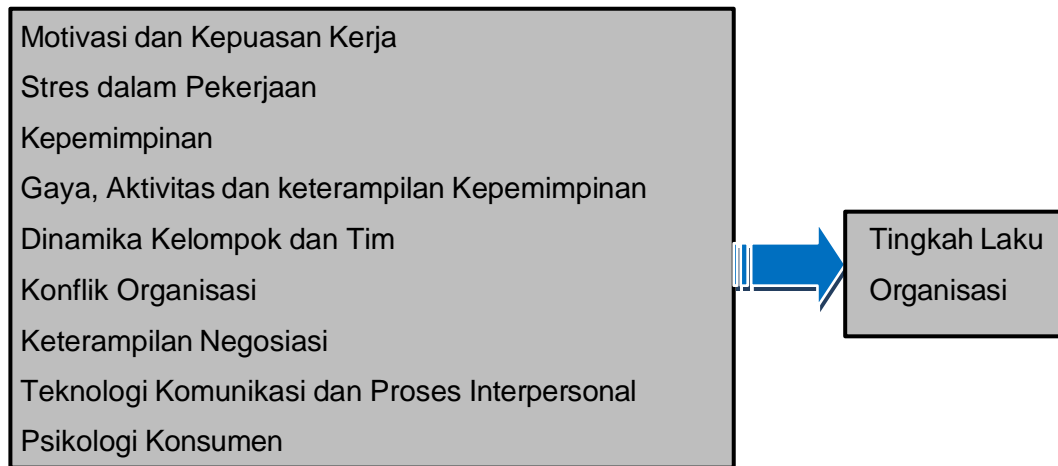 Motivasi dan Kepuasan Kerja
Stres dalam Pekerjaan
Kepemimpinan
Gaya, Aktivitas dan keterampilan Kepemimpinan
Dinamika Kelompok dan Tim
Konflik Organisasi
Keterampilan Negosiasi
Teknologi Komunikasi dan Proses Interpersonal
Psikologi Konsumen
Tingkah Laku
Organisasi